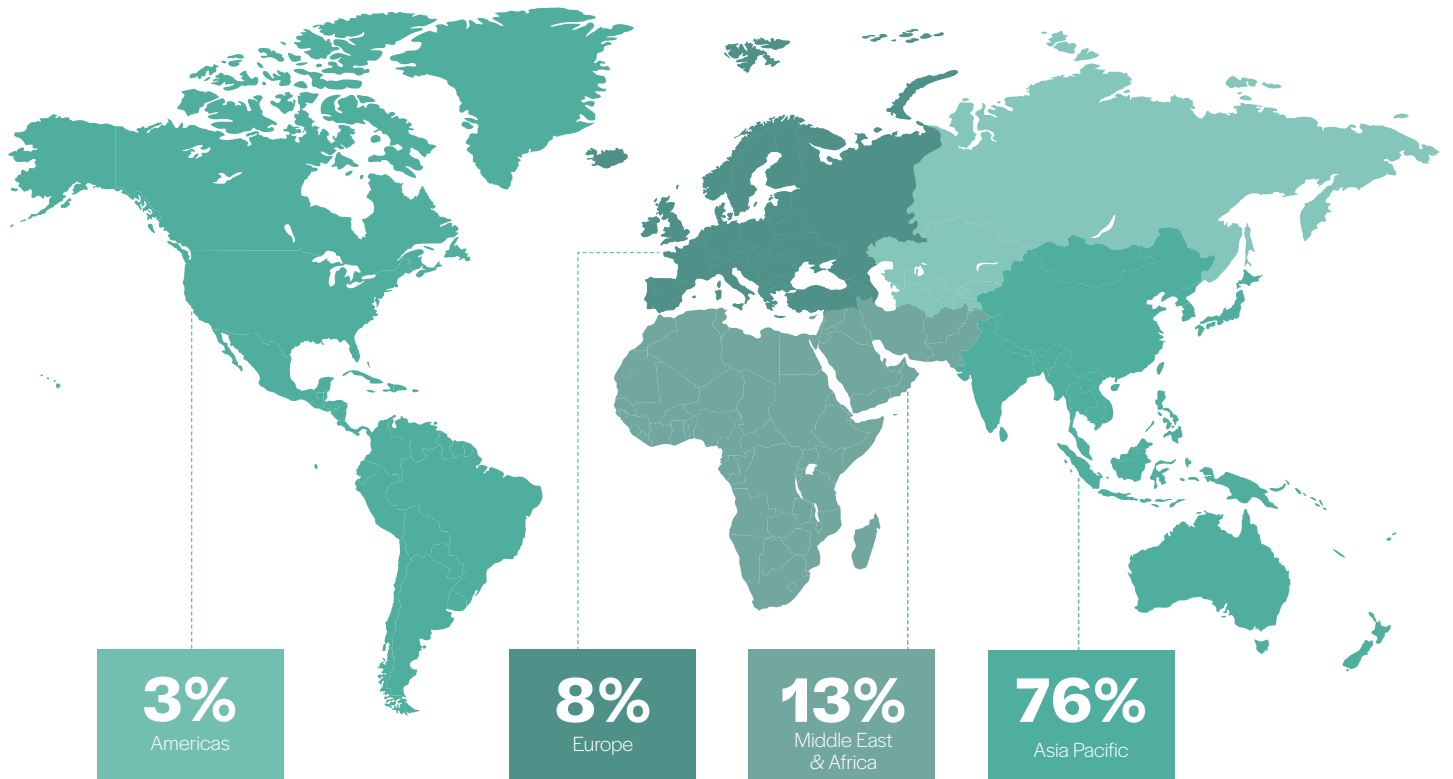 3%
Americas
8%
Europe
13%
Middle East
& Africa
76%
Asia Pacific